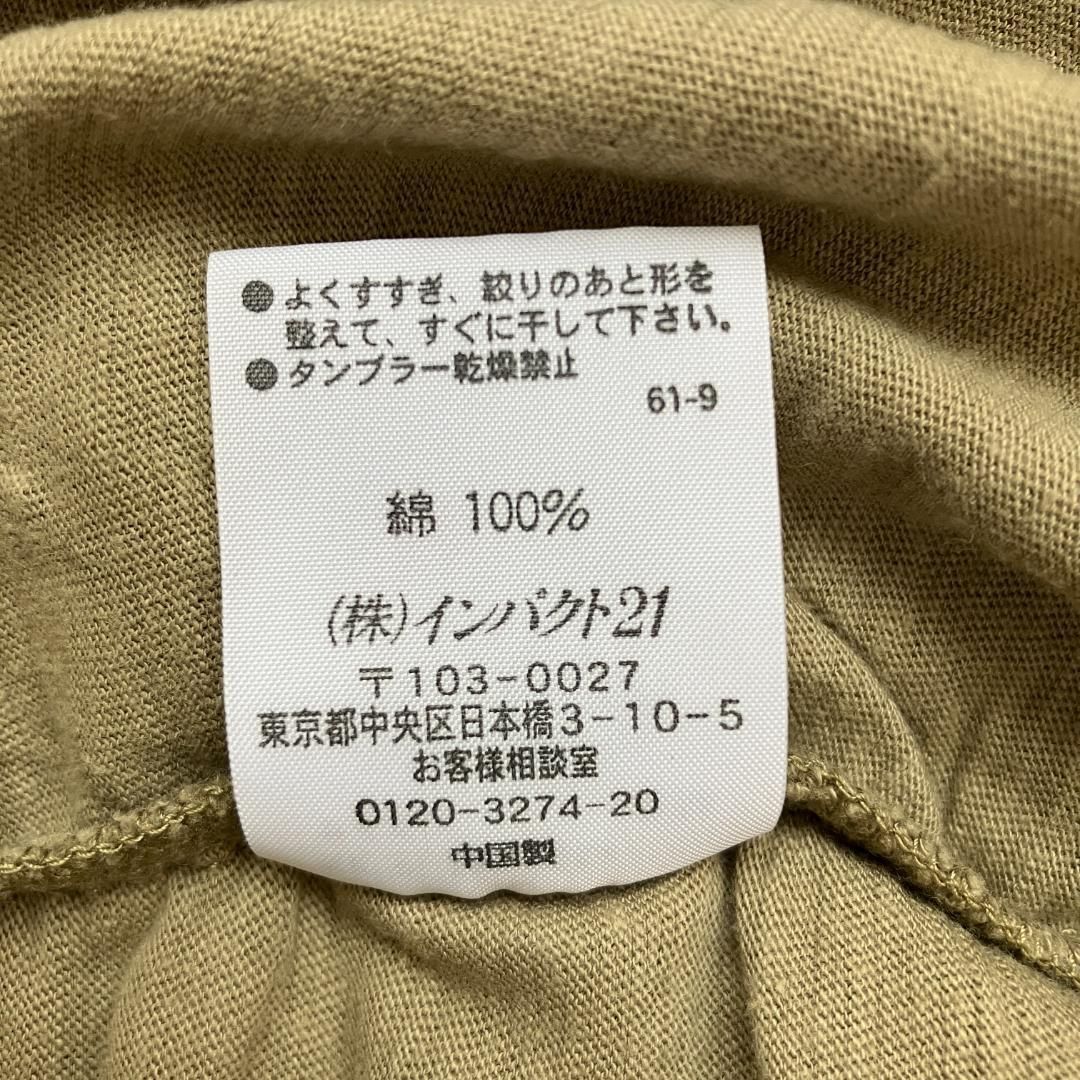 ●よくすすぎ、絞りのあと形を
整えて、すぐに干して下さい。
●タンブラー乾燥禁止
61-9
綿 100%
(株)インパクト21
〒103-0027
東京都中央区日本橋3-10-5
お客様相談室
0120-3274-20
中国製